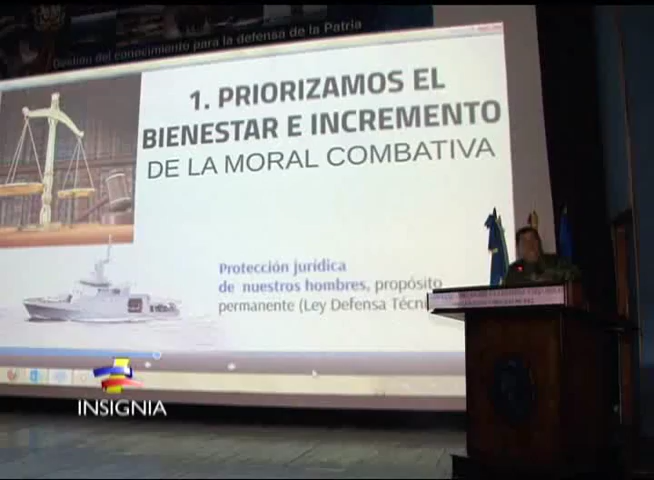 Gestión del conocimiento para la defensa de la Patria
1. PRIORIZAMOS EL
BIENESTAR E INCREMENTO
DE LA MORAL COMBATIVA
Protección jurídica
de nuestros hombres, propósito
permanente (Ley Defensa Técni
INSIGNIA